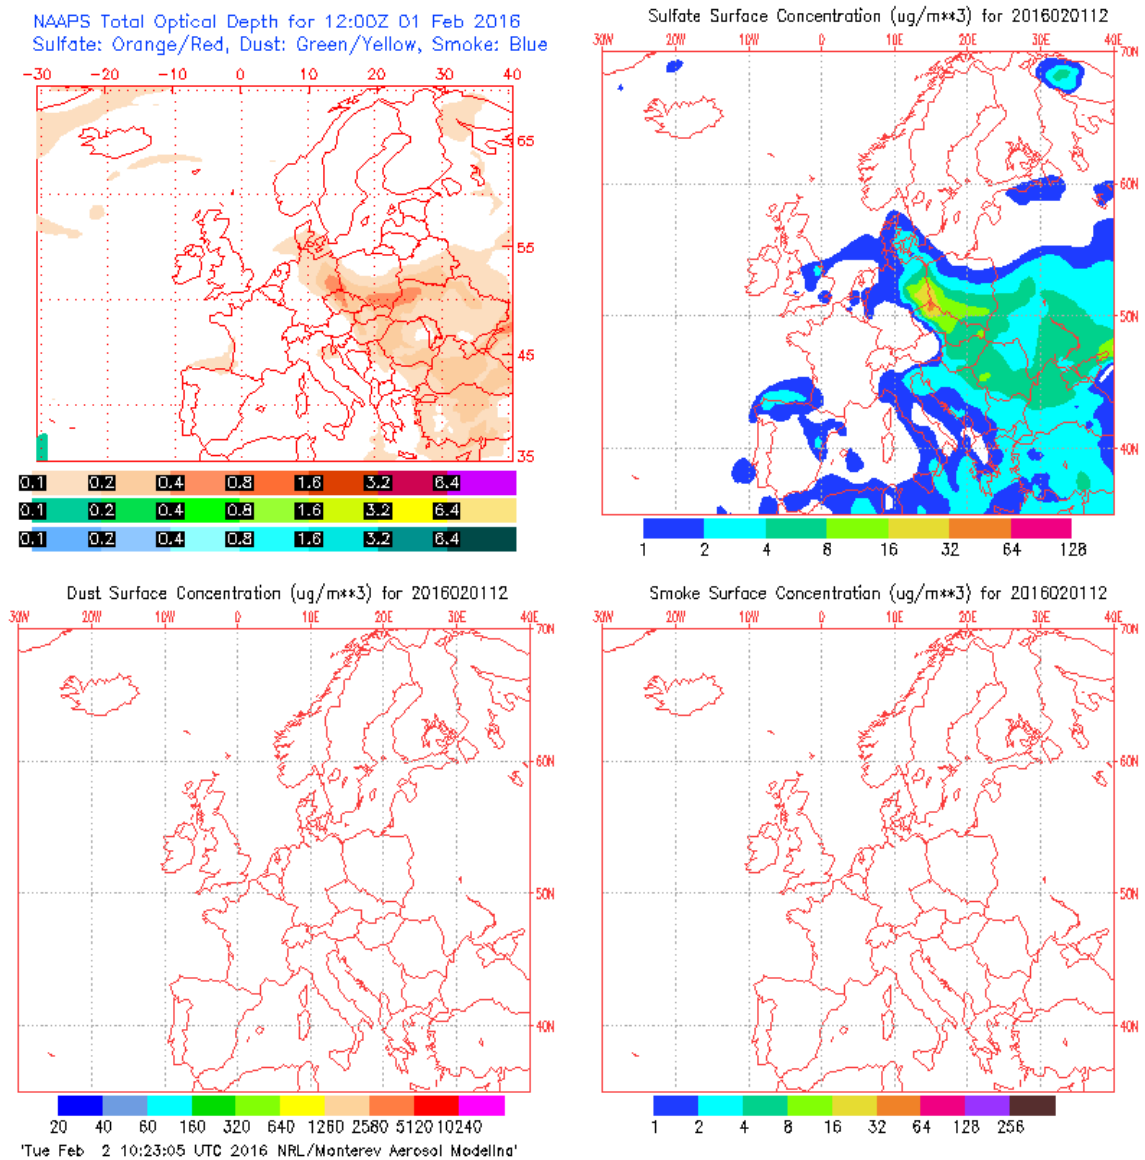 NAAPS Total Optical Depth for 12:00Z 01 Feb 2016
Sulfate: Orange/Red, Dust: Green/Yellow, Smoke: Blue
-30 -20 -10 0 10 20 30 40
65
55
45
35
0.1 0.2 0.4 0.8 1.6 3.2 6.4
0.1 0.2 0.4 0.8 1.6 3.2 6.4
0.1 0.2 0.4 0.8 1.6 3.2 6.4
Sulfate Surface Concentration (ug/m**3) for 2016020112
30W 20W 10W 0 10E 20E 30E 40E
70N
60N
50N
40N
1 2 4 8 16 32 64 128
Dust Surface Concentration (ug/m**3) for 2016020112
30W 20W 10W 0 10E 20E 30E 40E
70N
60N
50N
40N
20 40 80 160 320 640 1280 2560 5120 10240
'Tue Feb 2 10:23:05 UTC 2016 NRL/Monterey Aerosol Modeling'
Smoke Surface Concentration (ug/m**3) for 2016020112
30W 20W 10W 0 10E 20E 30E 40E
70N
60N
50N
40N
1 2 4 8 16 32 64 128 256